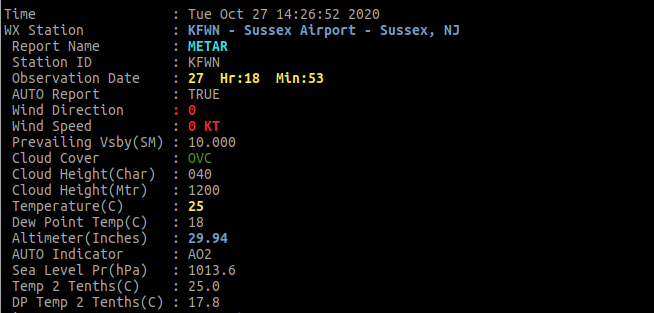 Time : Tue Oct 27 14:26:52 2020
WX Station : KFWN - Sussex Airport - Sussex, NJ
Report Name : METAR
Station ID : KFWN
Observation Date : 27 Hr:18 Min:53
AUTO Report : TRUE
Wind Direction : 0
Wind Speed : 0 KT
Prevailing Vsby(SM) : 10.000
Cloud Cover : OVC
Cloud Height(Char) : 040
Cloud Height(Mtr) : 1200
Temperature(C) : 25
Dew Point Temp(C) : 18
Altimeter(Inches) : 29.94
AUTO Indicator : AO2
Sea Level Pr(hPa) : 1013.6
Temp 2 Tenths(C) : 25.0
DP Temp 2 Tenths(C) : 17.8